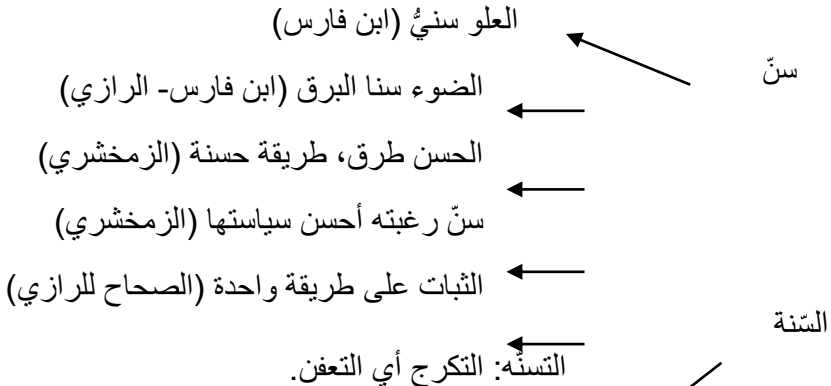 العلو سنيُّ (ابن فارس)
سنّ
الضوء سنا البرق (ابن فارس- الرازي)
الحسن طرق، طريقة حسنة (الزمخشري)
سنّ رغبته أحسن سياستها (الزمخشري)
الثبات على طريقة واحدة (الصحاح للرازي)
السّنة
التسنّه: التكرج أي التعفن.